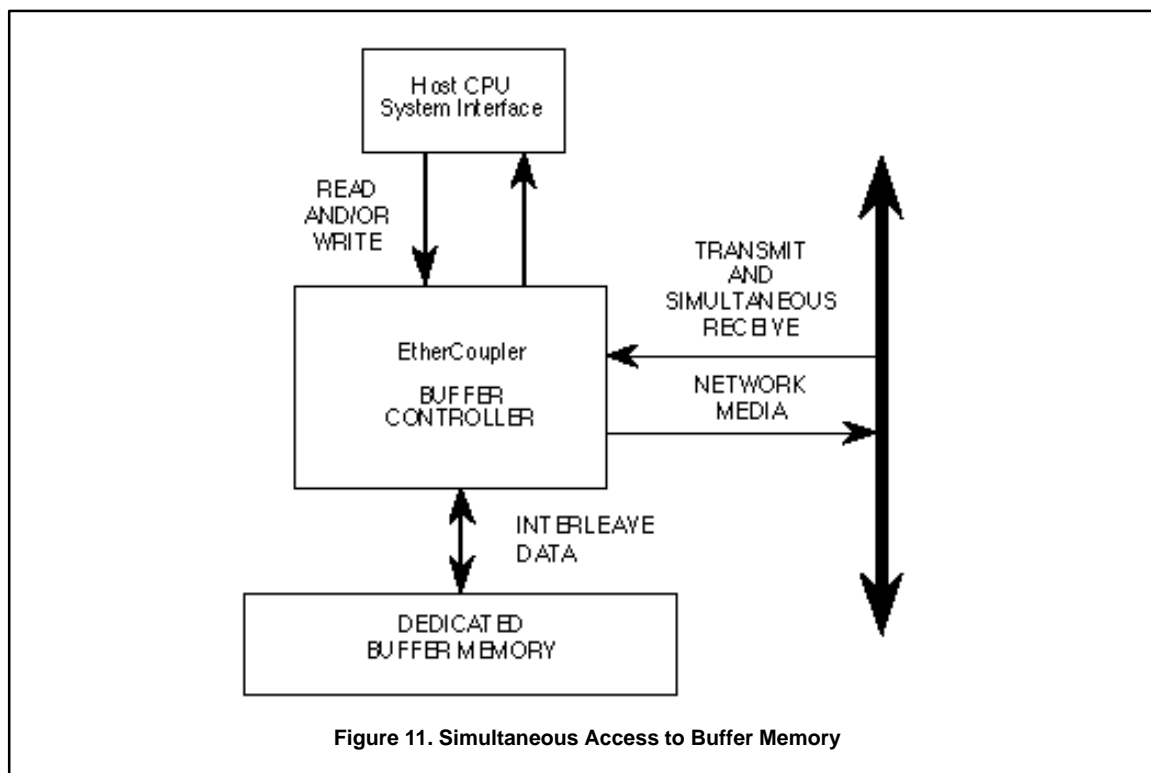 Host CPU
System Interface
READ
AND/OR
WRITE
TRANSMIT
AND
SIMULTANEOUS
RECEIVE
EtherCoupler
BUFFER
CONTROLLER
NETWORK
MEDIA
INTERLEAVE
DATA
DEDICATED
BUFFER MEMORY
Figure 11. Simultaneous Access to Buffer Memory